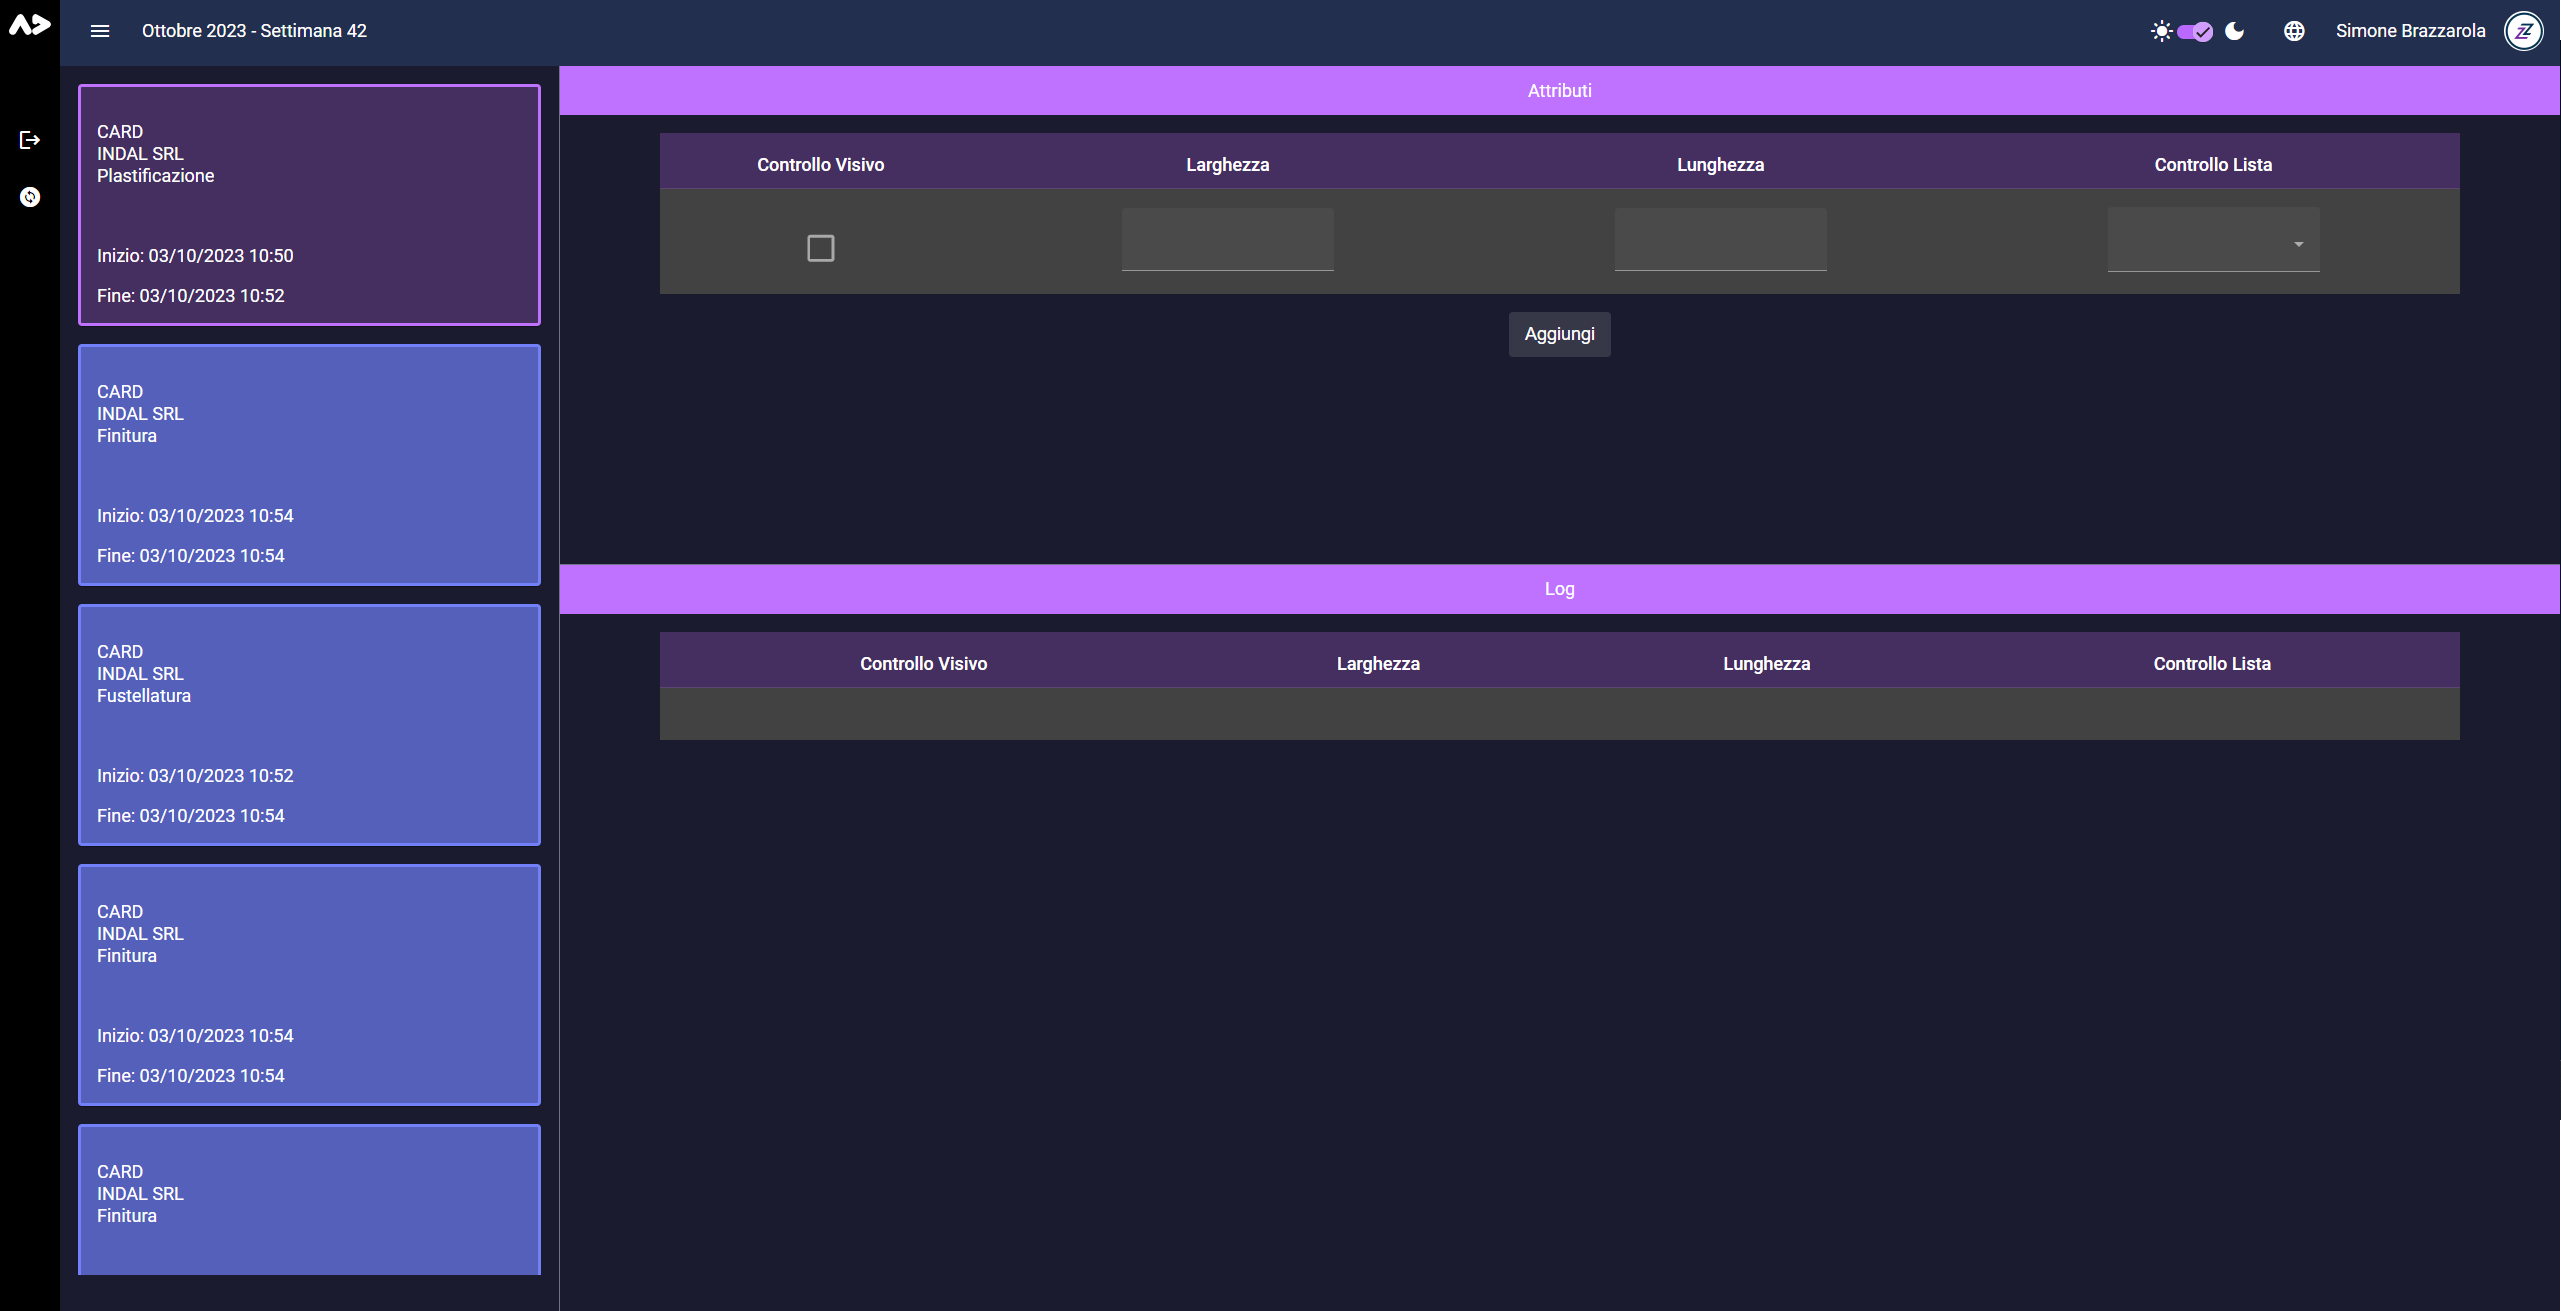 Ottobre 2023 - Settimana 42
Simone Brazzarola
CARD
INDAL SRL
Plastificazione
Inizio: 03/10/2023 10:50
Fine: 03/10/2023 10:52
CARD
INDAL SRL
Finitura
Inizio: 03/10/2023 10:54
Fine: 03/10/2023 10:54
CARD
INDAL SRL
Fustellatura
Inizio: 03/10/2023 10:52
Fine: 03/10/2023 10:54
CARD
INDAL SRL
Finitura
Inizio: 03/10/2023 10:54
Fine: 03/10/2023 10:54
CARD
INDAL SRL
Finitura
Attributi
Controllo Visivo Larghezza Lunghezza Controllo Lista
Aggiungi
Log
Controllo Visivo Larghezza Lunghezza Controllo Lista